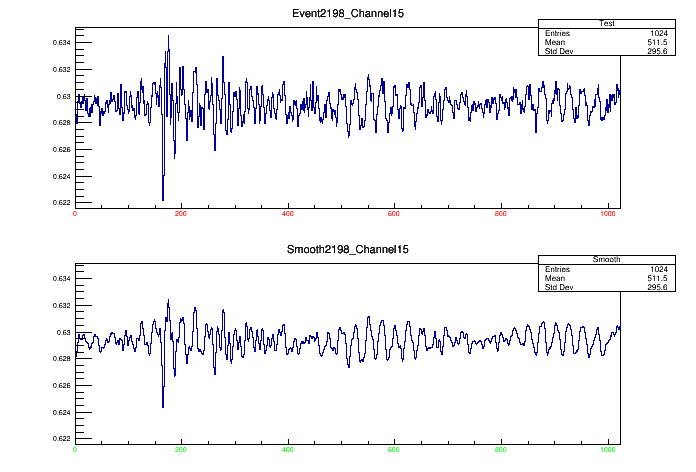 Event2198_Channel15
Test
Entries 1024
Mean 511.5
Std Dev 295.6
0.634
0.632
0.63
0.628
0.626
0.624
0.622
0 200 400 600 800 1000
Smooth2198_Channel15
Smooth
Entries 1024
Mean 511.5
Std Dev 295.6
0.634
0.632
0.63
0.628
0.626
0.624
0.622
0 200 400 600 800 1000